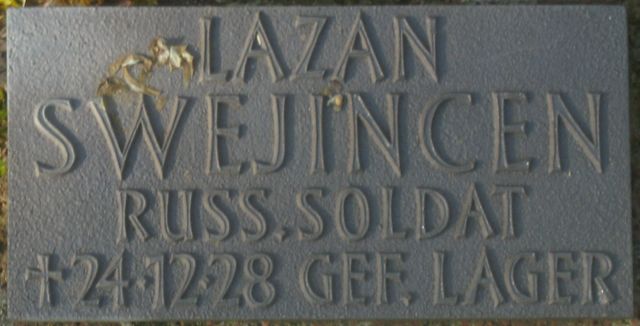 LAZAN
SWEJINCEN
RUSS. SOLDAT
✝24·12·28 GEF. LAGER